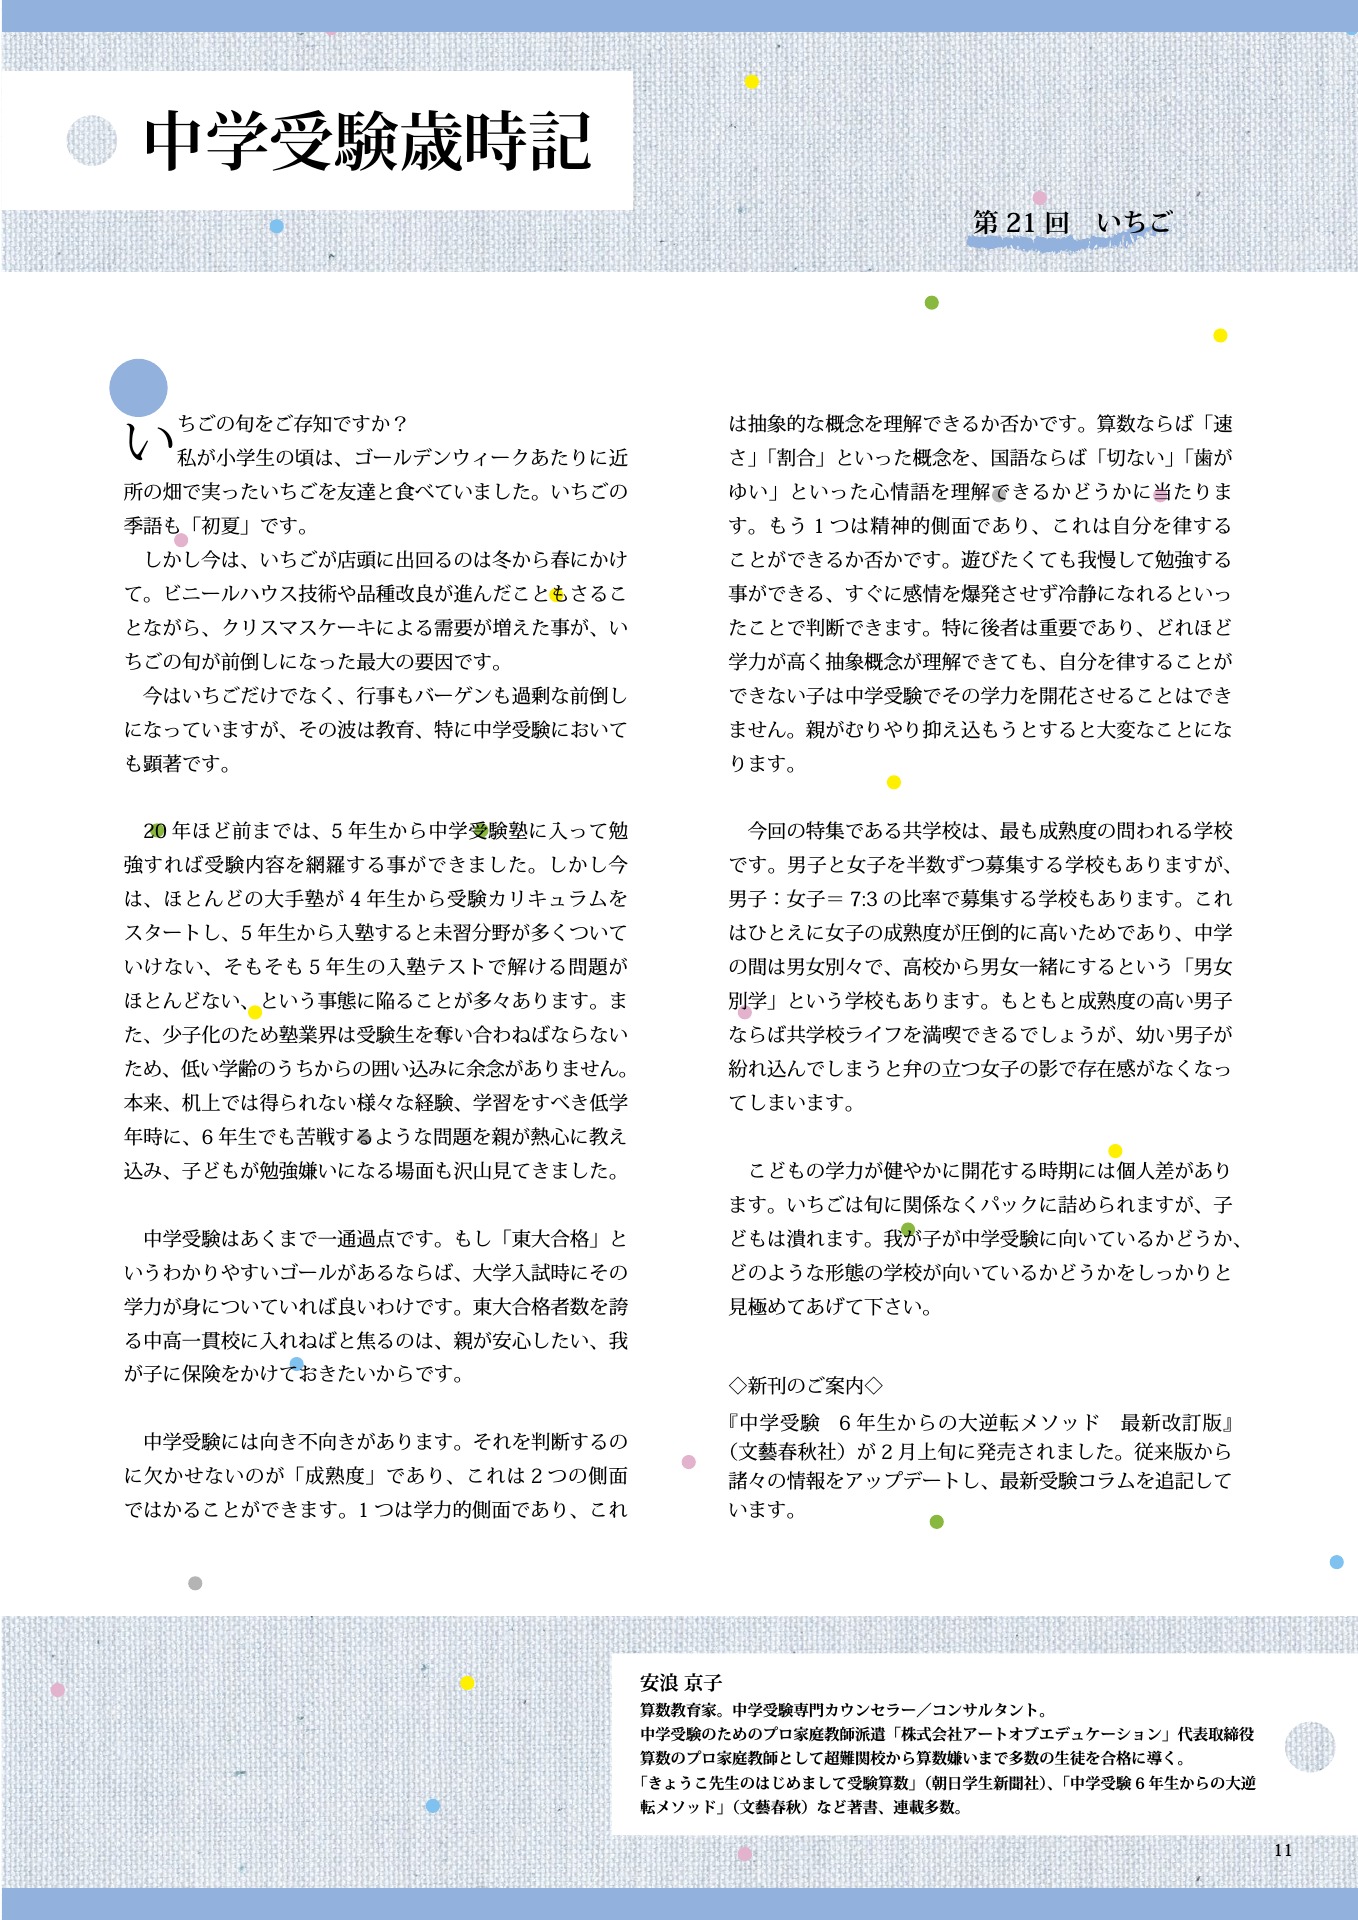 中学受験歳時記
第 21 回　いちご
いちごの旬をご存知ですか？
私が小学生の頃は、ゴールデンウィークあたりに近
所の畑で実ったいちごを友達と食べていました。いちごの
季語も「初夏」です。
　しかし今は、いちごが店頭に出回るのは冬から春にかけ
て。ビニールハウス技術や品種改良が進んだこともさるこ
とながら、クリスマスケーキによる需要が増えた事が、い
ちごの旬が前倒しになった最大の要因です。
　今はいちごだけでなく、行事もバーゲンも過剰な前倒し
になっていますが、その波は教育、特に中学受験において
も顕著です。
　20 年ほど前までは、5 年生から中学受験塾に入って勉
強すれば受験内容を網羅する事ができました。しかし今
は、ほとんどの大手塾が 4 年生から受験カリキュラムを
スタートし、5 年生から入塾すると未習分野が多くついて
いけない、そもそも 5 年生の入塾テストで解ける問題が
ほとんどない、という事態に陥ることが多々あります。ま
た、少子化のため塾業界は受験生を奪い合わねばならない
ため、低い学齢のうちからの囲い込みに余念がありません。
本来、机上では得られない様々な経験、学習をすべき低学
年時に、6 年生でも苦戦するような問題を親が熱心に教え
込み、子どもが勉強嫌いになる場面も沢山見てきました。
　中学受験はあくまで一通過点です。もし「東大合格」と
いうわかりやすいゴールがあるならば、大学入試時にその
学力が身についていれば良いわけです。東大合格者数を誇
る中高一貫校に入れねばと焦るのは、親が安心したい、我
が子に保険をかけておきたいからです。
　中学受験には向き不向きがあります。それを判断するの
に欠かせないのが「成熟度」であり、これは 2 つの側面
ではかることができます。1 つは学力的側面であり、これ
は抽象的な概念を理解できるか否かです。算数ならば「速
さ」「割合」といった概念を、国語ならば「切ない」「歯が
ゆい」といった心情語を理解できるかどうかに当たりま
す。もう 1 つは精神的側面であり、これは自分を律する
ことができるか否かです。遊びたくても我慢して勉強する
事ができる、すぐに感情を爆発させず冷静になれるといっ
たことで判断できます。特に後者は重要であり、どれほど
学力が高く抽象概念が理解できても、自分を律することが
できない子は中学受験でその学力を開花させることはでき
ません。親がむりやり抑え込もうとすると大変なことにな
ります。
　今回の特集である共学校は、最も成熟度の問われる学校
です。男子と女子を半数ずつ募集する学校もありますが、
男子：女子＝ 7:3 の比率で募集する学校もあります。これ
はひとえに女子の成熟度が圧倒的に高いためであり、中学
の間は男女別々で、高校から男女一緒にするという「男女
別学」という学校もあります。もともと成熟度の高い男子
ならば共学校ライフを満喫できるでしょうが、幼い男子が
紛れ込んでしまうと弁の立つ女子の影で存在感がなくなっ
てしまいます。
　こどもの学力が健やかに開花する時期には個人差があり
ます。いちごは旬に関係なくパックに詰められますが、子
どもは潰れます。我が子が中学受験に向いているかどうか、
どのような形態の学校が向いているかどうかをしっかりと
見極めてあげて下さい。
◇新刊のご案内◇
『中学受験　6 年生からの大逆転メソッド　最新改訂版』
（文藝春秋社）が 2 月上旬に発売されました。従来版から
諸々の情報をアップデートし、最新受験コラムを追記して
います。
安浪 京子
算数教育家。中学受験専門カウンセラー／コンサルタント。
中学受験のためのプロ家庭教師派遣「株式会社アートオブエデュケーション」代表取締役
算数のプロ家庭教師として超難関校から算数嫌いまで多数の生徒を合格に導く。
「きょうこ先生のはじめまして受験算数」（朝日学生新聞社）、「中学受験 6 年生からの大逆
転メソッド」（文藝春秋）など著書、連載多数。
11